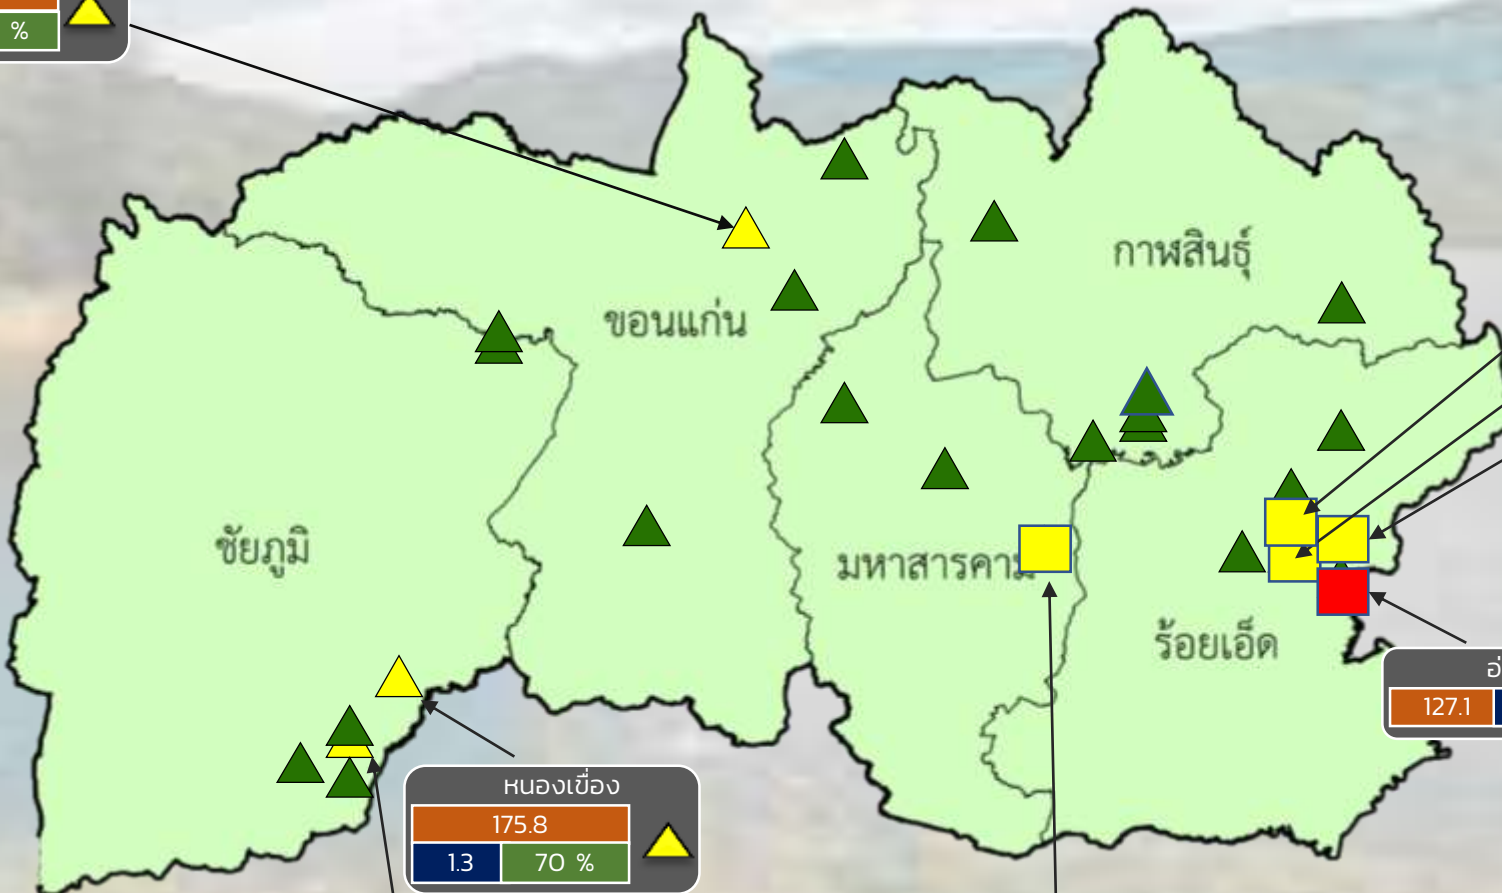 %
กาฬสินธุ์
ขอนแก่น
ชัยภูมิ
มหาสารคาม
ร้อยเอ็ด
127.1
หนองเขื่อง
175.8
1.3 70 %